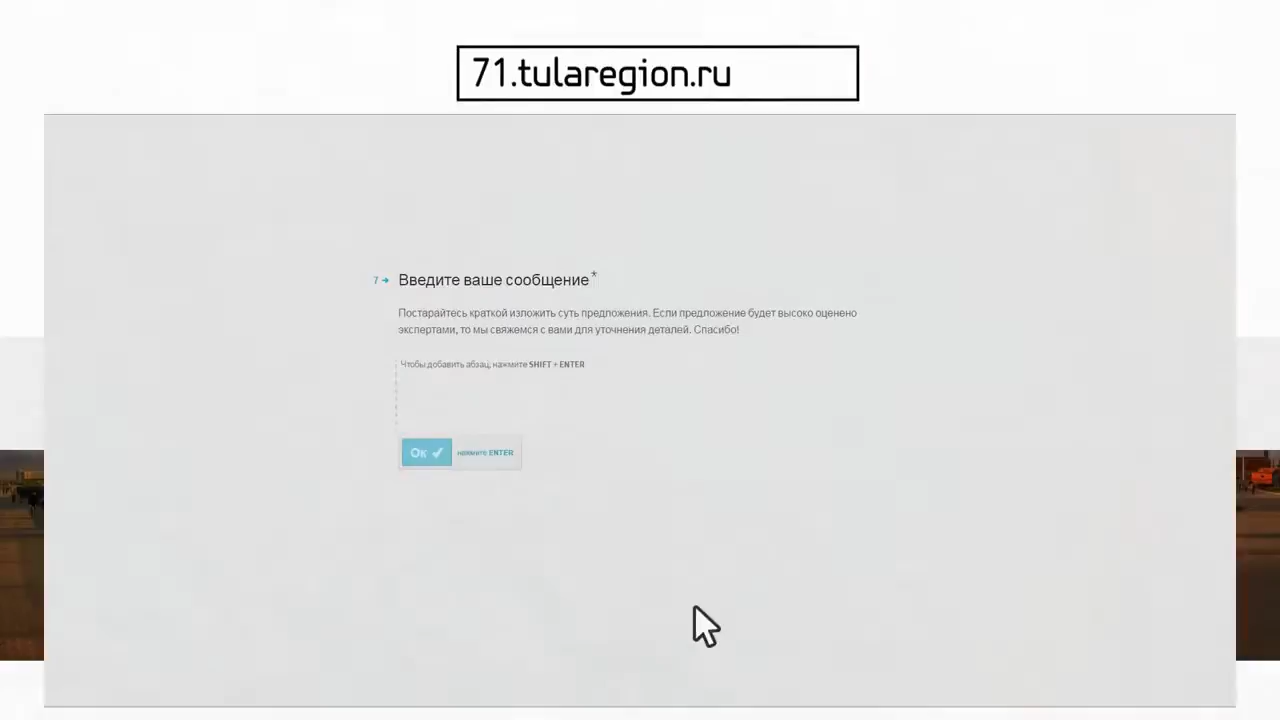 71.tularegion.ru
7 → Введите ваше сообщение*
Постарайтесь краткой изложить суть предложения. Если предложение будет высоко оценено
экспертами, то мы свяжемся с вами для уточнения деталей. Спасибо!
Чтобы добавить абзац, нажмите SHIFT + ENTER
Ок ✓ нажмите ENTER